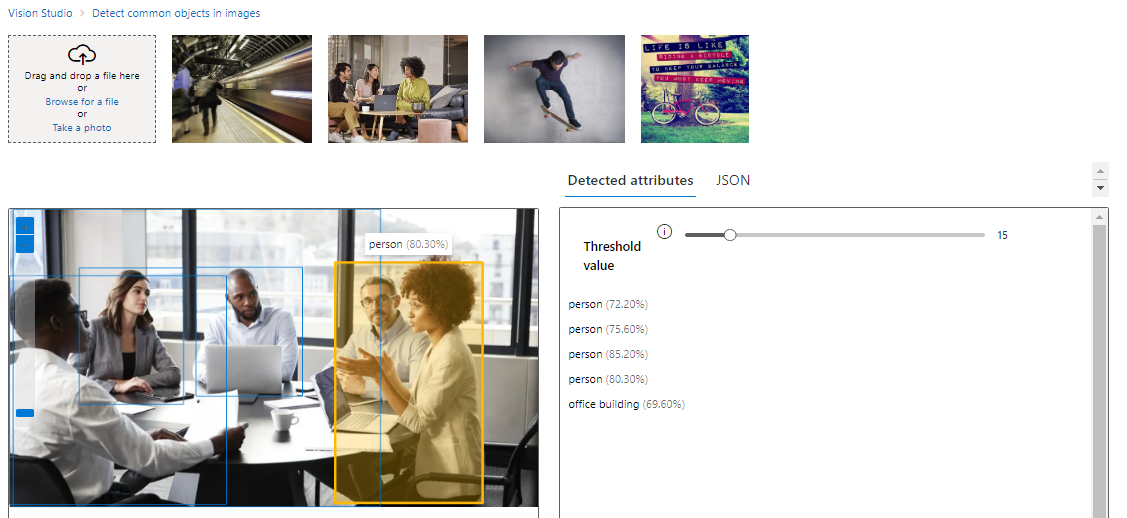 Vision Studio > Detect common objects in images
Drag and drop a file here
or
Browse for a file
or
Take a photo
LIFE IS LIKE
RIDING A BICYCLE
TO KEEP YOUR BALANCE
YOU MUST KEEP MOVING
Detected attributes JSON
person (80.30%)
Threshold
value
15
person (72.20%)
person (75.60%)
person (85.20%)
person (80.30%)
office building (69.60%)